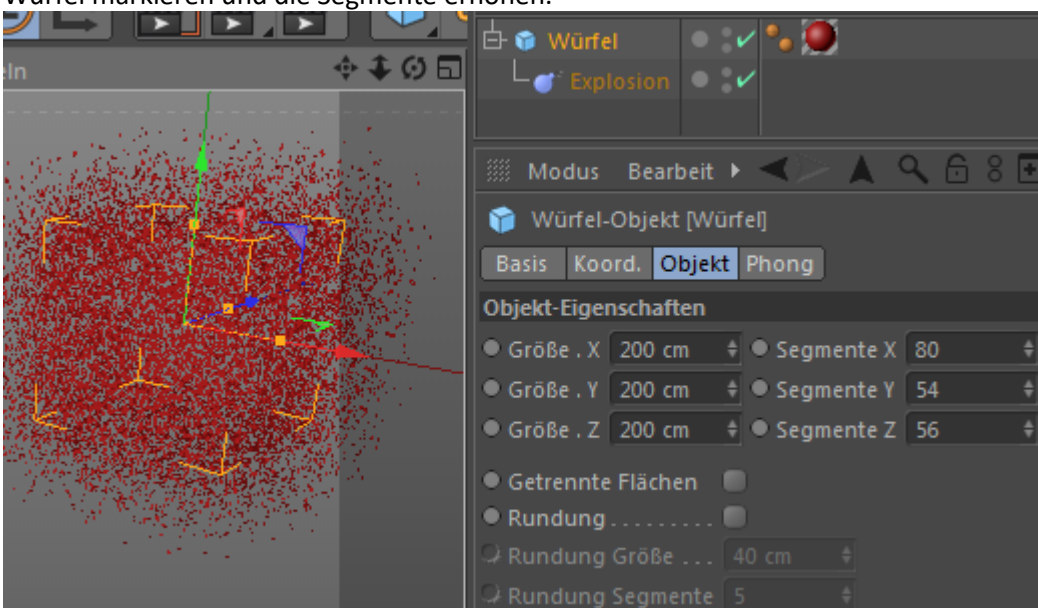 Würfel markieren und die Segmente erhöhen.
Würfel
Explosion
eln
Modus Bearbeit
Würfel-Objekt [Würfel]
Basis Koord. Objekt Phong
Objekt-Eigenschaften
Größe . X 200 cm Segmente X 80
Größe . Y 200 cm Segmente Y 54
Größe . Z 200 cm Segmente Z 56
Getrennte Flächen
Rundung . . . . . . . . .
Rundung Größe . . . 40 cm
Rundung Segmente 5